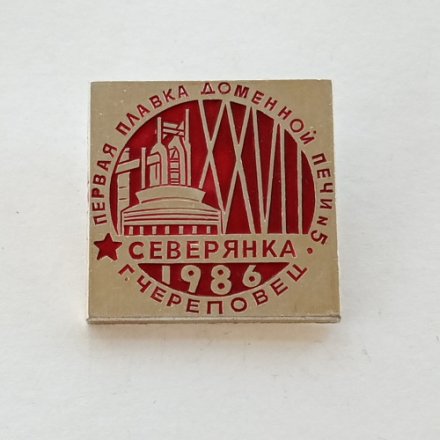 ПЕРВАЯ ПЛАВКА ДОМЕННОЙ ПЕЧИ №5
XXVII
СЕВЕРЯНКА
1986
Г. ЧЕРЕПОВЕЦ